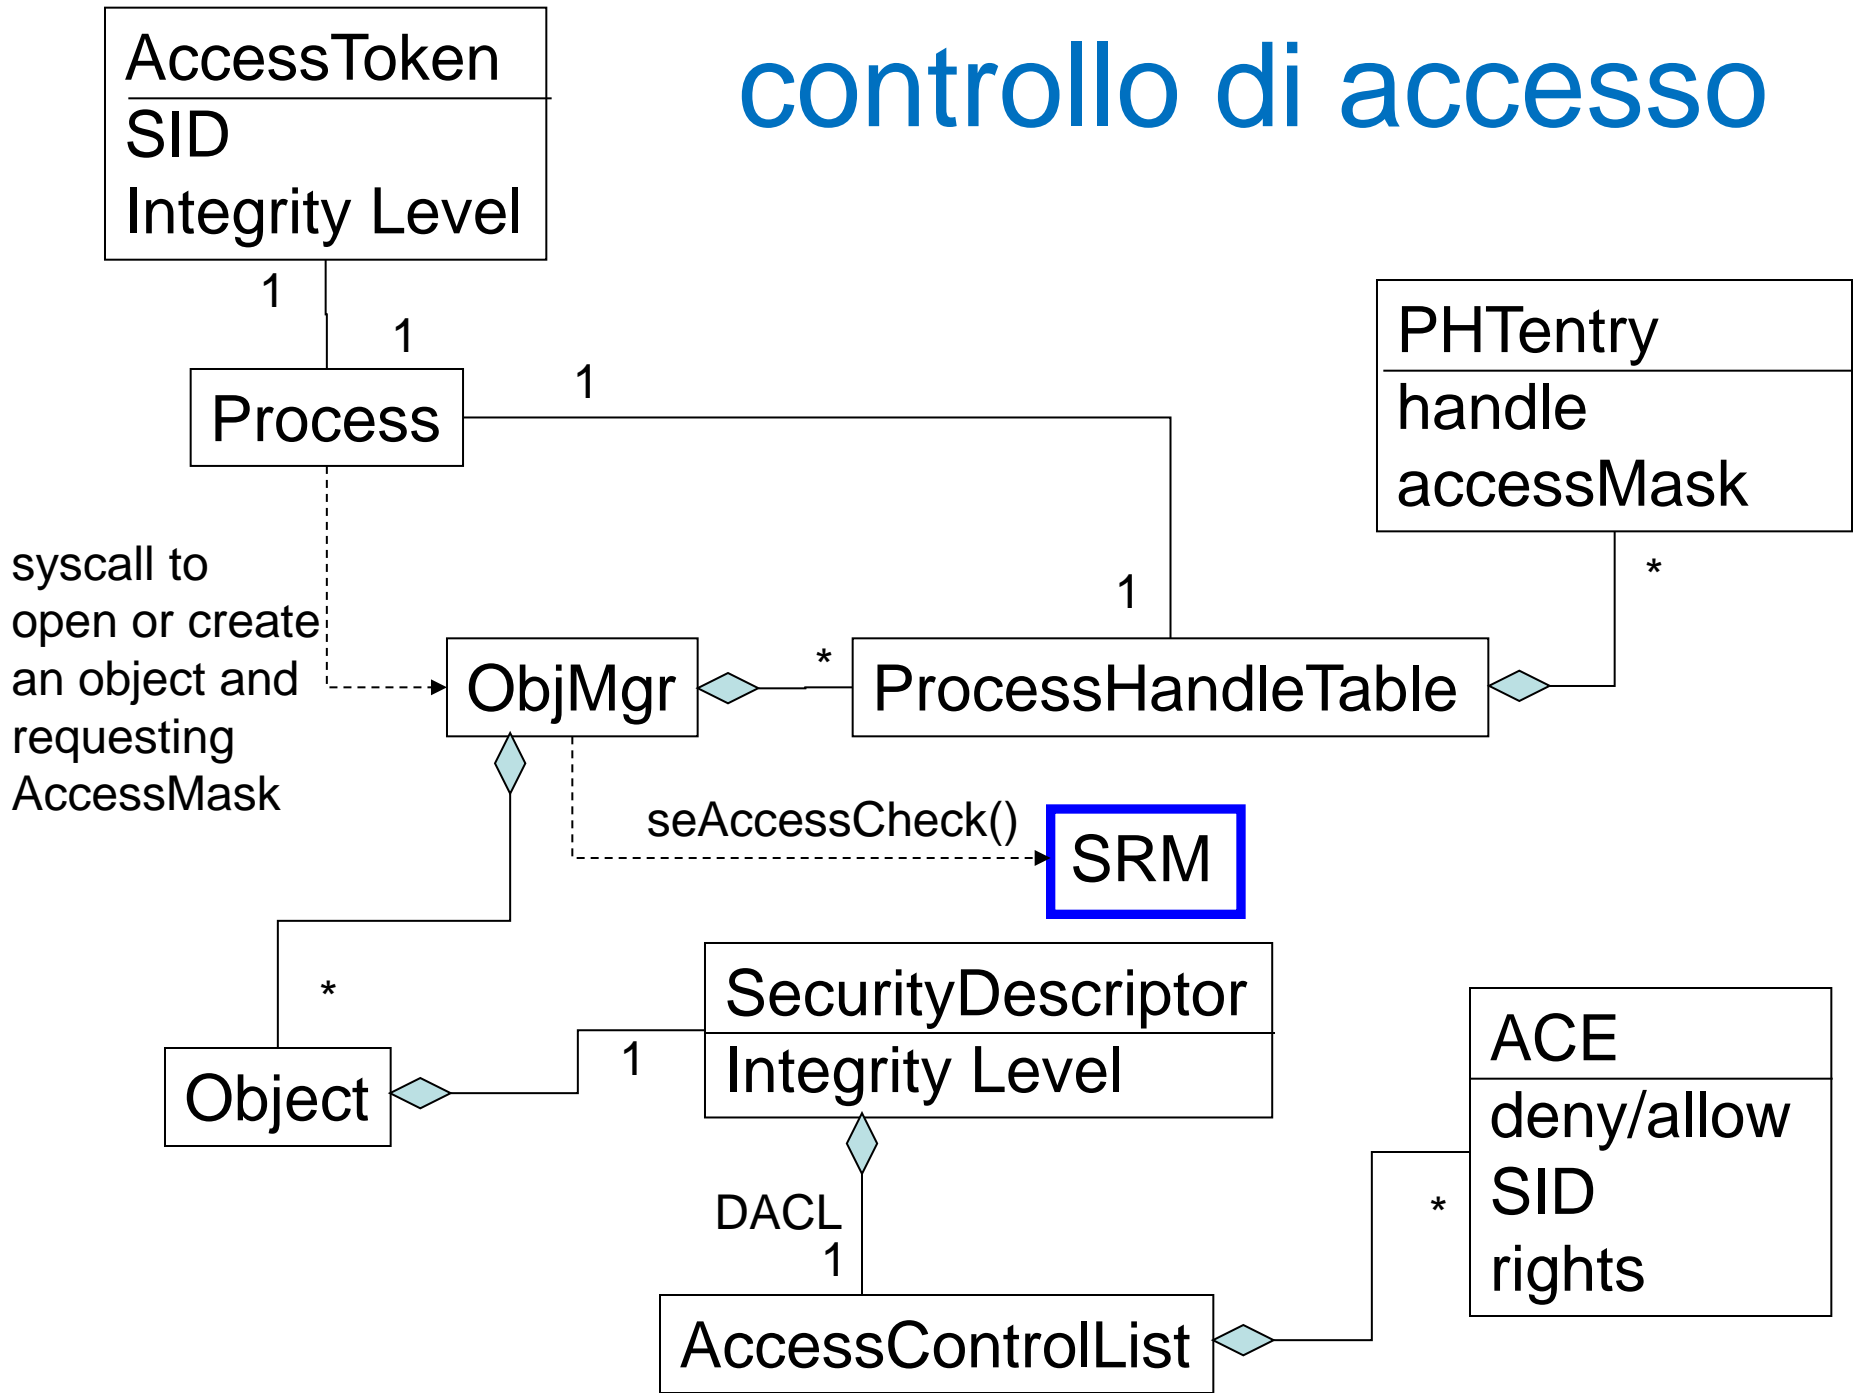 controllo di accesso
AccessToken
SID
Integrity Level
1
1
Process
1
PHTentry
handle
accessMask
*
syscall to
open or create
an object and
requesting
AccessMask
1
ObjMgr
*
ProcessHandleTable
seAccessCheck()
SRM
*
Object
1
SecurityDescriptor
Integrity Level
DACL
1
AccessControlList
*
ACE
deny/allow
SID
rights